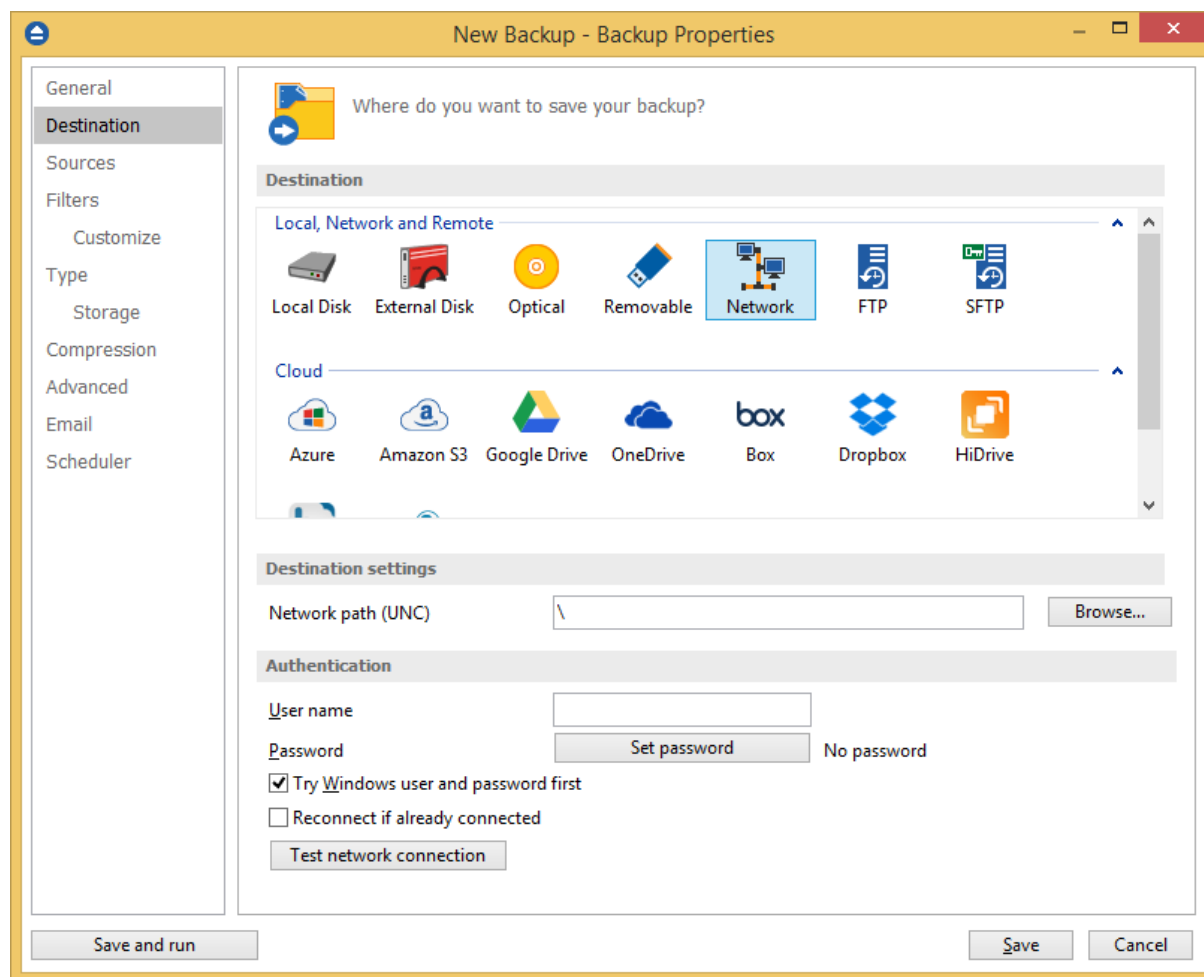 New Backup - Backup Properties
General
Destination
Sources
Filters
Customize
Type
Storage
Compression
Advanced
Email
Scheduler
Where do you want to save your backup?
Destination
Local, Network and Remote
Local Disk External Disk Optical Removable Network FTP SFTP
Cloud
a box
Azure Amazon S3 Google Drive OneDrive Box Dropbox HiDrive
Destination settings
Network path (UNC) \ Browse...
Authentication
User name
Password Set password No password
Try Windows user and password first
Reconnect if already connected
Test network connection
Save and run Save Cancel